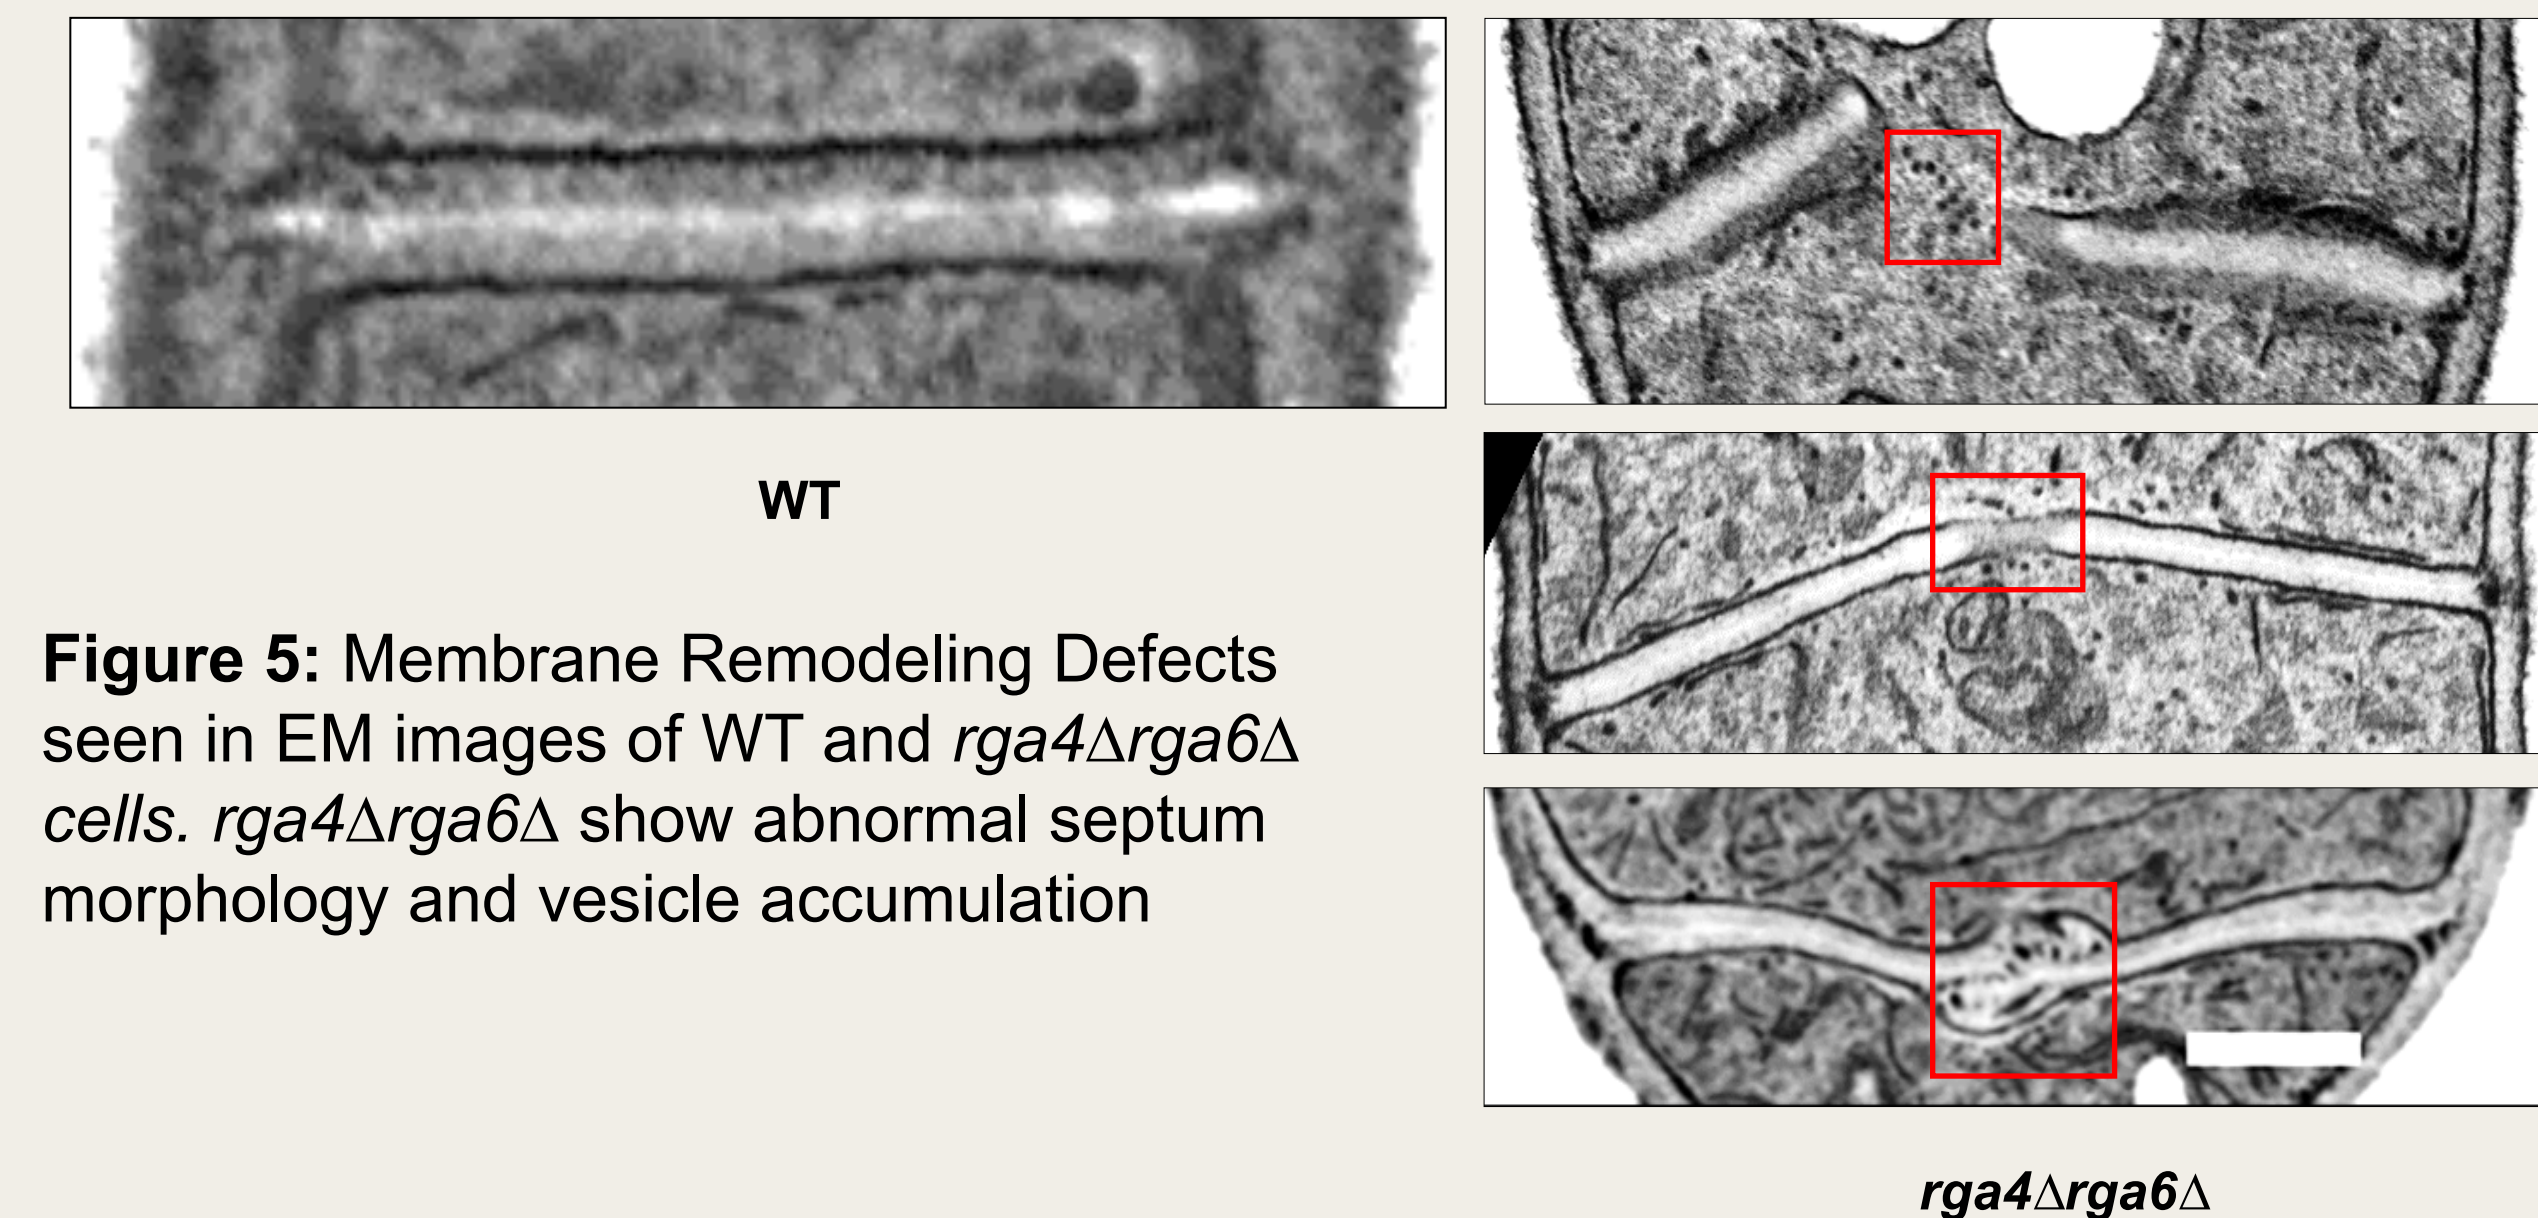 WT
Figure 5: Membrane Remodeling Defects
seen in EM images of WT and rga4Δrga6Δ
cells. rga4Δrga6Δ show abnormal septum
morphology and vesicle accumulation
rga4Δrga6Δ